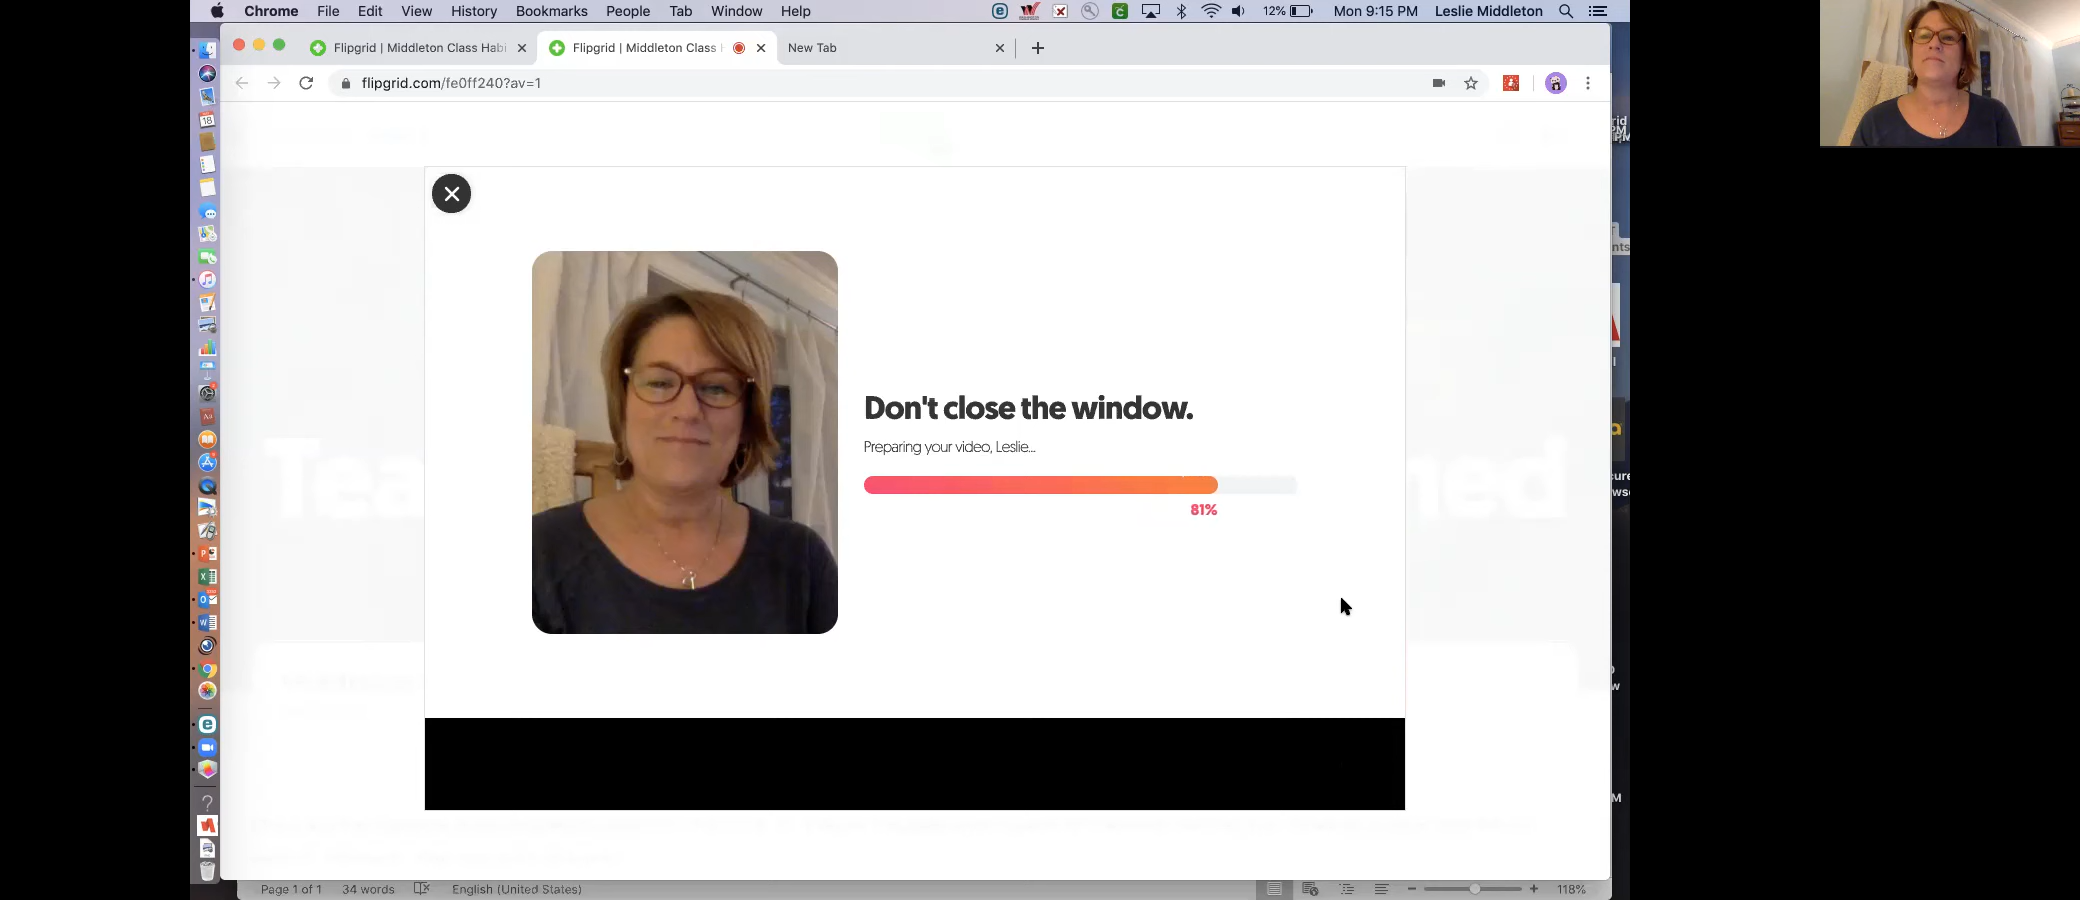 Chrome File Edit View History Bookmarks People Tab Window Help
12% Mon 9:15 PM Leslie Middleton
Flipgrid | Middleton Class Habi
Flipgrid | Middleton Class H
New Tab
flipgrid.com/fe0ff240?av=1
Don't close the window.
Preparing your video, Leslie...
81%
Page 1 of 1 34 words English (United States) 118%